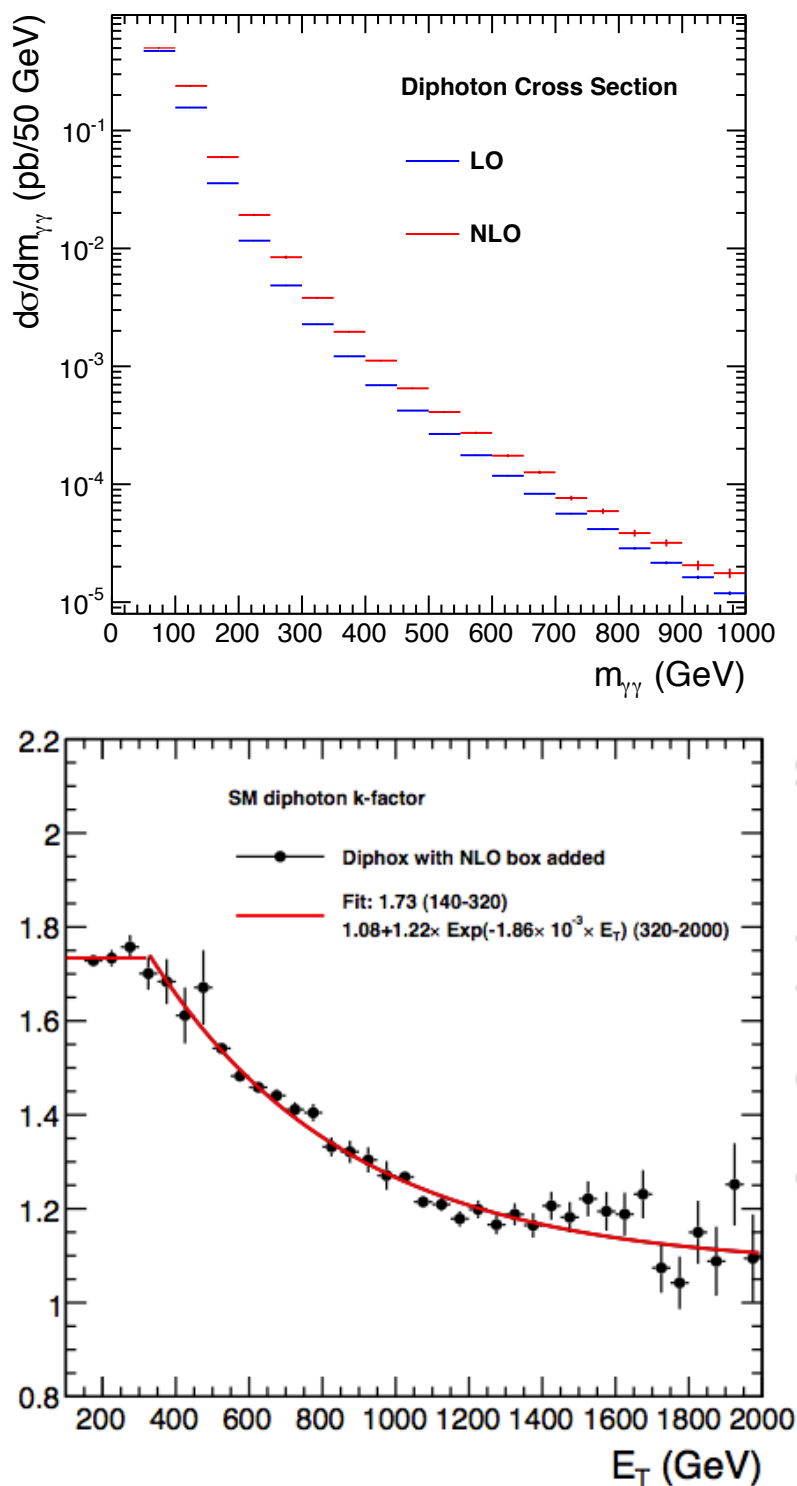 dσ/dmγγ (pb/50 GeV)
Diphoton Cross Section
LO
NLO
10⁻¹
10⁻²
10⁻³
10⁻⁴
10⁻⁵
0 100 200 300 400 500 600 700 800 900 1000
mγγ (GeV)
2.2
2
1.8
1.6
1.4
1.2
1
0.8
SM diphoton k-factor
Diphox with NLO box added
Fit: 1.73 (140-320)
1.08+1.22× Exp(-1.86× 10⁻³× E_T) (320-2000)
200 400 600 800 1000 1200 1400 1600 1800 2000
E_T (GeV)